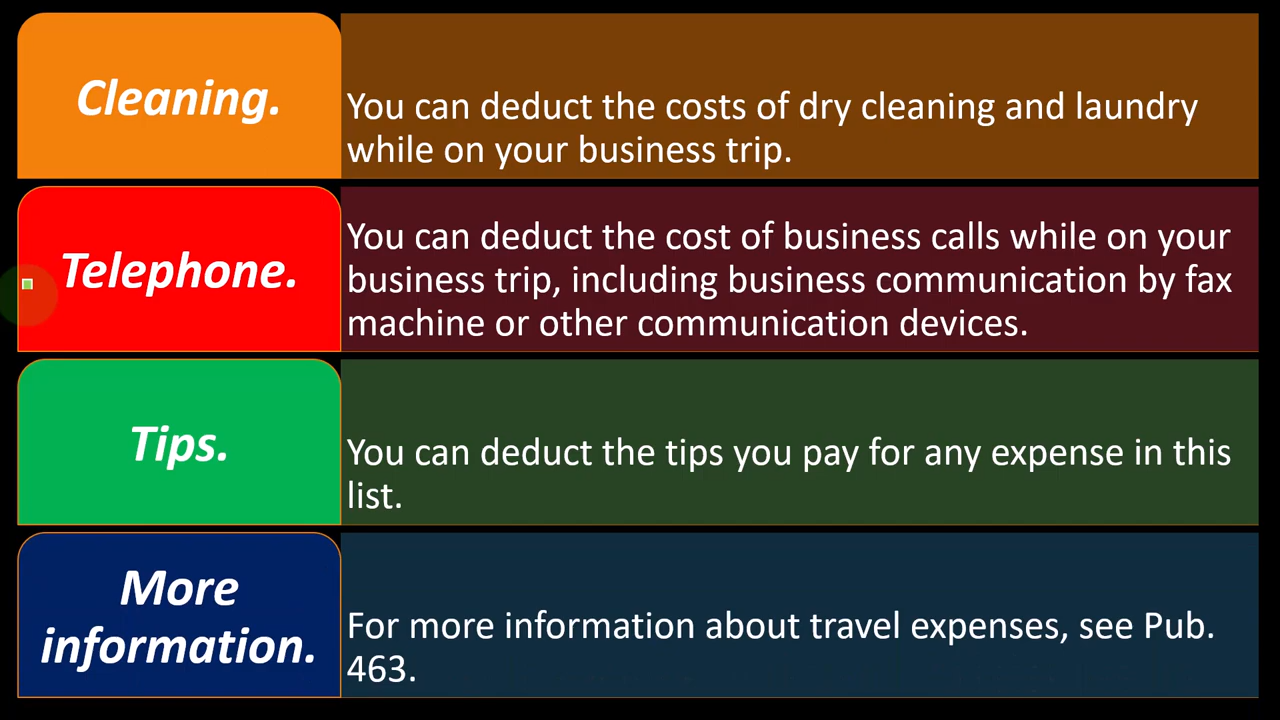 Cleaning.
You can deduct the costs of dry cleaning and laundry
while on your business trip.
Telephone.
You can deduct the cost of business calls while on your
business trip, including business communication by fax
machine or other communication devices.
Tips.
You can deduct the tips you pay for any expense in this
list.
More
information.
For more information about travel expenses, see Pub.
463.